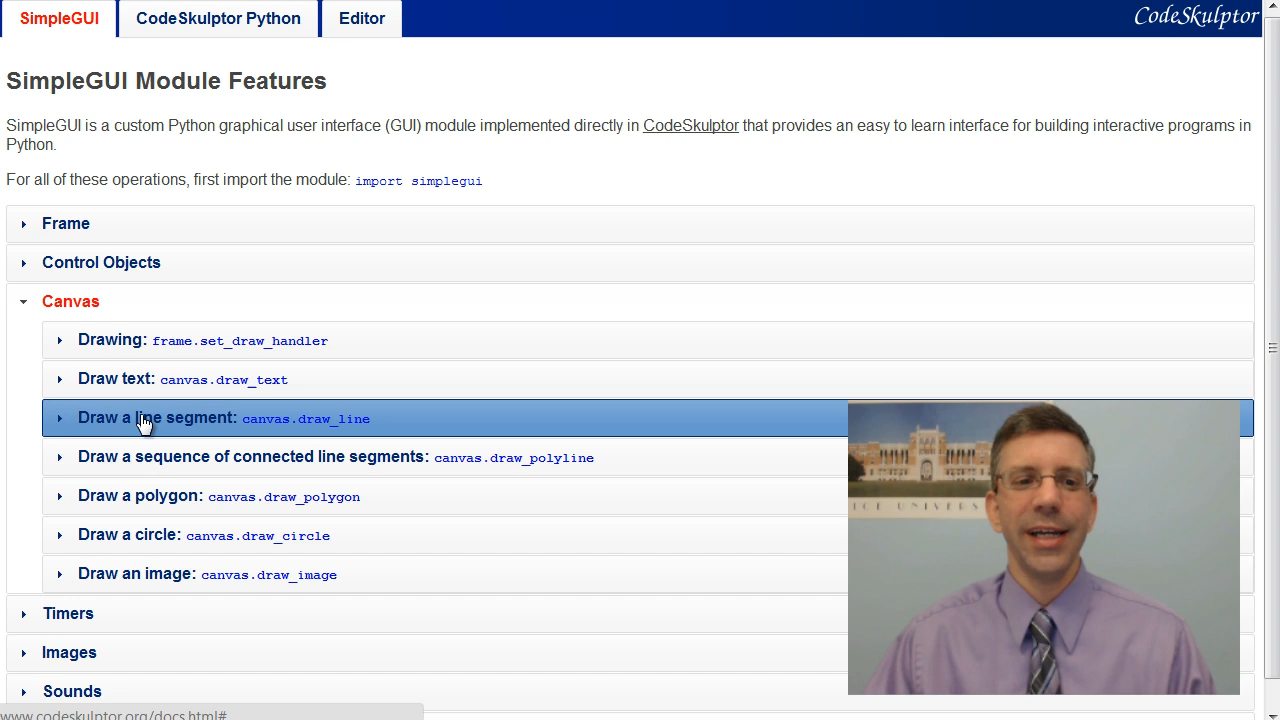 SimpleGUI CodeSkulptor Python Editor CodeSkulptor
SimpleGUI Module Features
SimpleGUI is a custom Python graphical user interface (GUI) module implemented directly in CodeSkulptor that provides an easy to learn interface for building interactive programs in
Python.
For all of these operations, first import the module: import simplegui
Frame
Control Objects
Canvas
Drawing: frame.set_draw_handler
Draw text: canvas.draw_text
Draw a line segment: canvas.draw_line
Draw a sequence of connected line segments: canvas.draw_polyline
Draw a polygon: canvas.draw_polygon
ICE UNIVERS
Draw a circle: canvas.draw_circle
Draw an image: canvas.draw_image
Timers
Images
Sounds
www.codeskulptor.org/docs.html#